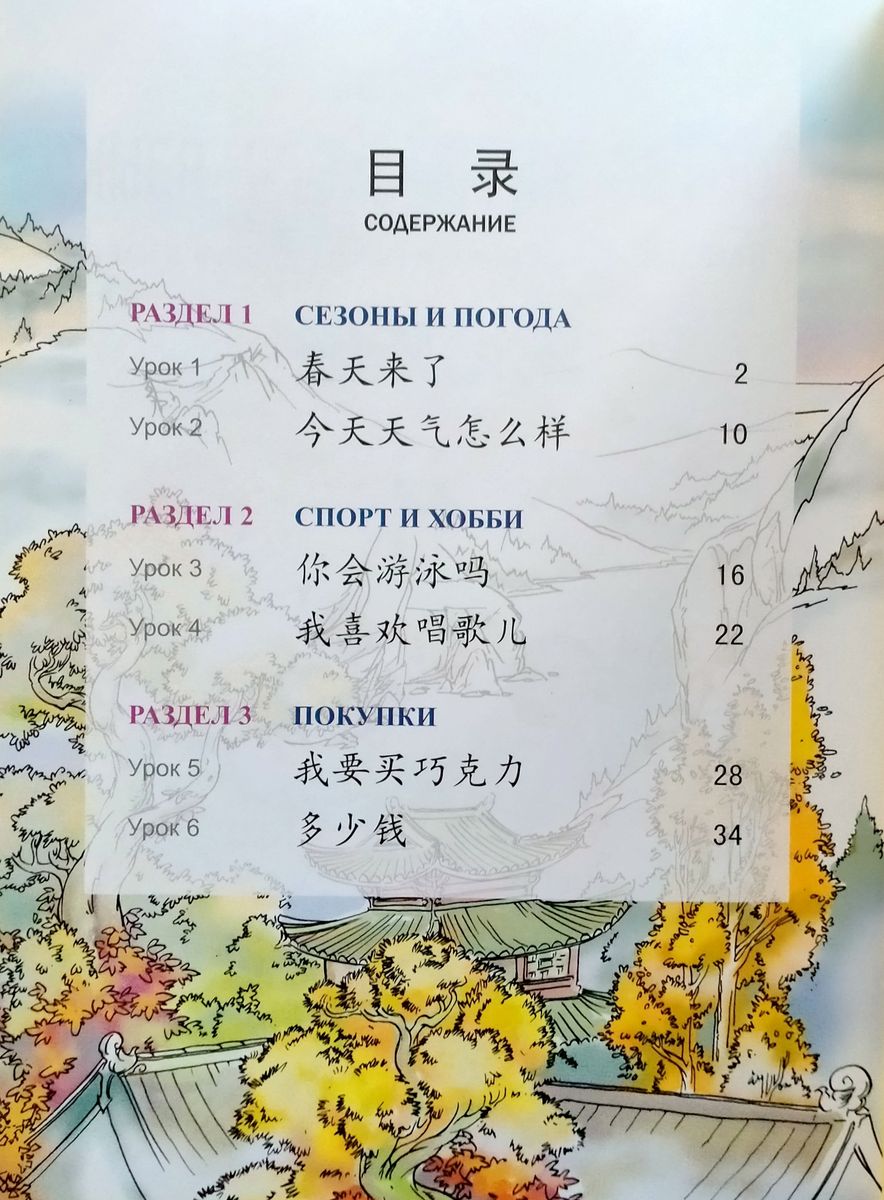 目 录
СОДЕРЖАНИЕ
РАЗДЕЛ 1 СЕЗОНЫ И ПОГОДА
Урок 1 春天来了 2
Урок 2 今天天气怎么样 10
РАЗДЕЛ 2 СПОРТ И ХОББИ
Урок 3 你会游泳吗 16
Урок 4 我喜欢唱歌儿 22
РАЗДЕЛ 3 ПОКУПКИ
Урок 5 我要买巧克力 28
Урок 6 多少钱 34